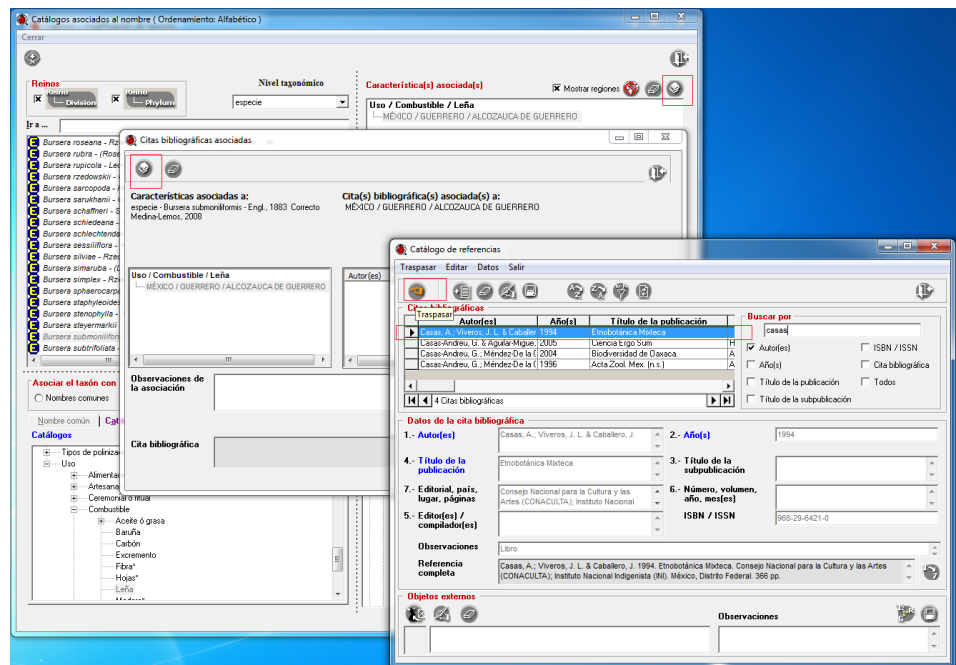 Catálogos asociados al nombre ( Ordenamiento: Alfabético )
Cerrar
Reinos
Reino
Division
Reino
Phylum
Nivel taxonómico
especie
Característica(s) asociada(s)
Mostrar regiones
Uso / Combustible / Leña
MÉXICO / GUERRERO / ALCOZAUCA DE GUERRERO
Ir a ...
Bursera roseana - Rz
Bursera rubra - (Rose
Bursera rupicola - Leo
Bursera rzedowskii -
Bursera sarcopoda -
Bursera sarukhanii -
Bursera schaffneri - S
Bursera schiedeana -
Bursera schlechtenda
Bursera sessiliflora -
Bursera silviae - Rzed
Bursera simaruba - (L
Bursera simplex - Rze
Bursera sphaerocarpa
Bursera staphyleoides
Bursera stenophylla -
Bursera steyermarkii
Bursera submoniliform
Bursera subtrifoliata -
Asociar el taxón con
Nombres comunes
Nombre común
Catálogos
Tipos de poliniza
Uso
Alimenta
Artesana
Ceremonial o ritual
Combustible
Aceite ó grasa
Baruña
Carbón
Excremento
Fibra*
Hojas*
Leña
Madera*
Citas bibliográficas asociadas
Características asociadas a:
especie - Bursera submoniliformis - Engl., 1883 Correcto
Medina-Lemos, 2008
Cita(s) bibliográfica(s) asociada(s) a:
MÉXICO / GUERRERO / ALCOZAUCA DE GUERRERO
Uso / Combustible / Leña
MÉXICO / GUERRERO / ALCOZAUCA DE GUERRERO
Autor(es)
Observaciones de
la asociación
Cita bibliográfica
Catálogo de referencias
Traspasar Editar Datos Salir
Traspasar
Citas bibliográficas
Autor(es) Año(s) Título de la publicación
Casas, A.; Viveros, J. L. & Caballer 1994 Etnobotánica Mixteca
Casas-Andreu, G. & Aguilar-Migue, 2005 Ciencia Ergo Sum H
Casas-Andreu, G.; Méndez-De la ( 2004 Biodiversidad de Oaxaca. A
Casas-Andreu, G.; Méndez-De la ( 1996 Acta Zool. Mex. (n.s.) A
4 Citas bibliográficas
Buscar por
casas
Autor(es) ISBN / ISSN
Año(s) Cita bibliográfica
Título de la publicación Todos
Título de la subpublicación
Datos de la cita bibliográfica
1.- Autor(es)
Casas, A.; Viveros, J. L. & Caballero, J.
2.- Año(s)
1994
4.- Título de la
publicación
Etnobotánica Mixteca
3.- Título de la
subpublicación
7.- Editorial, país,
lugar, páginas
Consejo Nacional para la Cultura y las
Artes (CONACULTA); Instituto Nacional
6.- Número, volumen,
año, mes(es)
5.- Editor(es) /
compilador(es)
ISBN / ISSN
968-29-6421-0
Observaciones
Libro
Referencia
completa
Casas, A.; Viveros, J. L. & Caballero, J. 1994. Etnobotánica Mixteca. Consejo Nacional para la Cultura y las Artes
(CONACULTA); Instituto Nacional Indigenista (INI). México, Distrito Federal. 366
pp.
Objetos externos
Observaciones